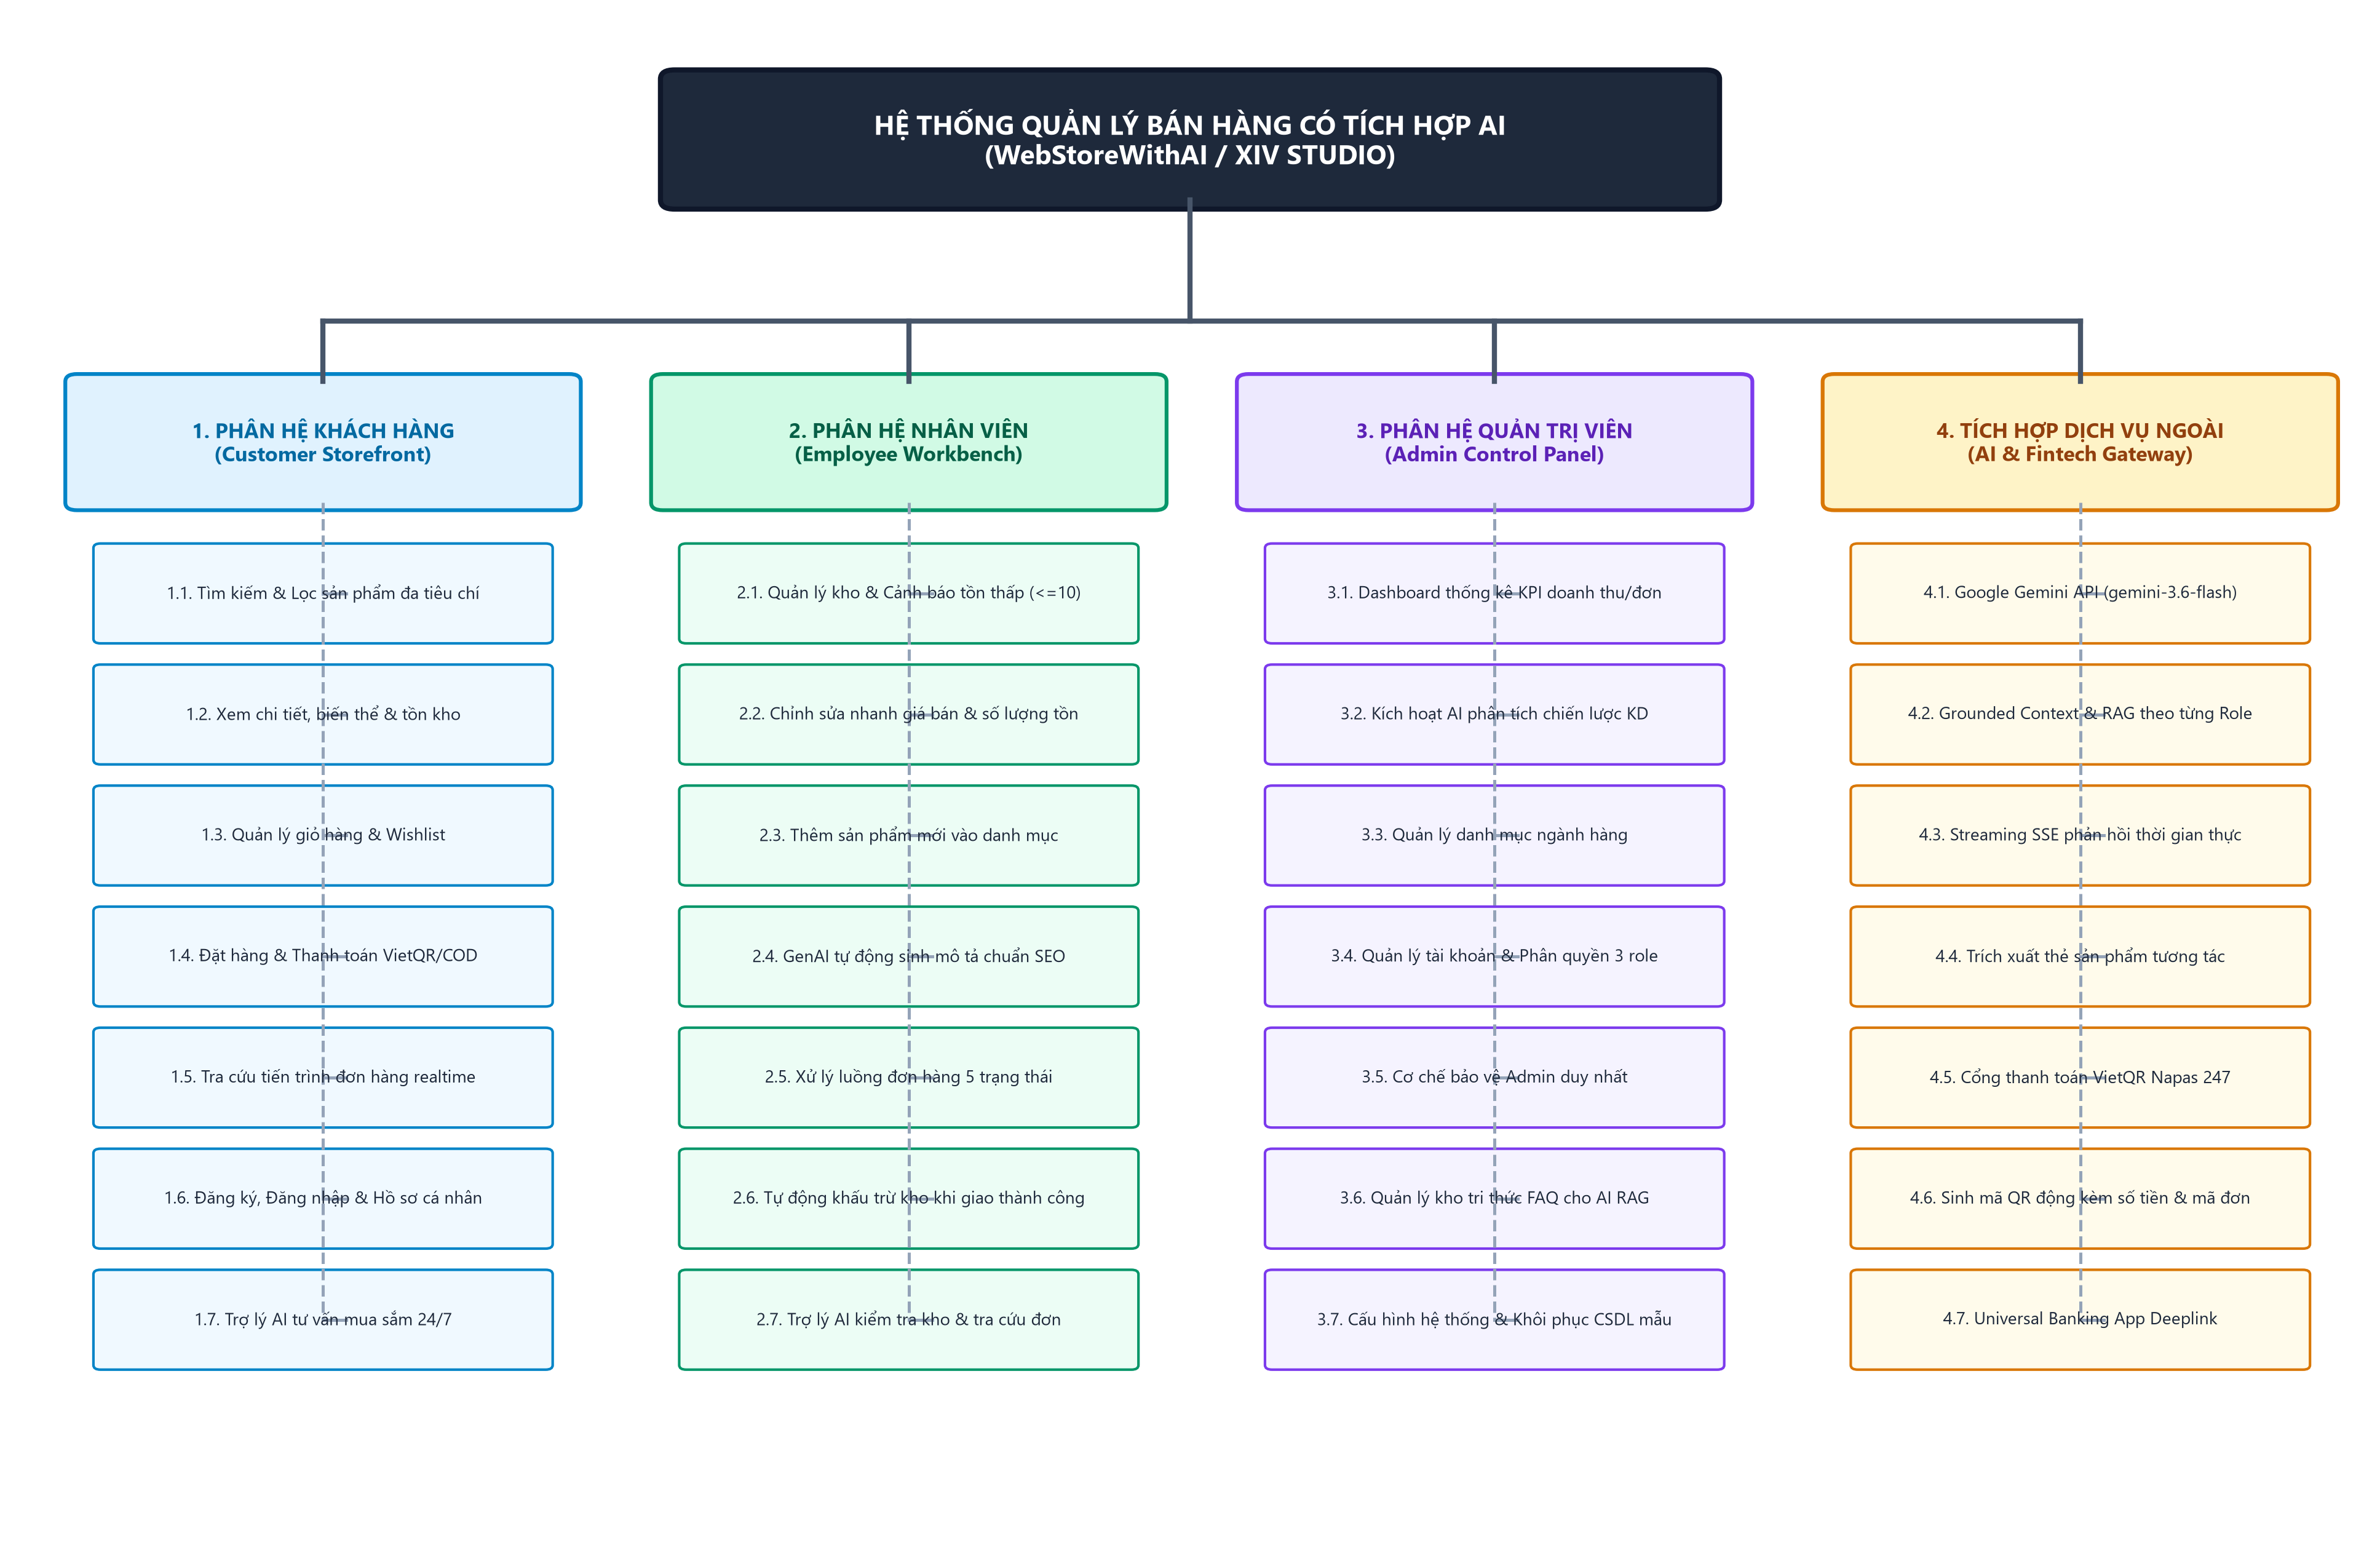 HỆ THỐNG QUẢN LÝ BÁN HÀNG CÓ TÍCH HỢP AI
(WebStoreWithAI / XIV STUDIO)
1. PHÂN HỆ KHÁCH HÀNG
(Customer Storefront)
1.1. Tìm kiếm & Lọc sản phẩm đa tiêu chí
1.2. Xem chi tiết, biến thể & tồn kho
1.3. Quản lý giỏ hàng & Wishlist
1.4. Đặt hàng & Thanh toán VietQR/COD
1.5. Tra cứu tiến trình đơn hàng realtime
1.6. Đăng ký, Đăng nhập & Hồ sơ cá nhân
1.7. Trợ lý AI tư vấn mua sắm 24/7
2. PHÂN HỆ NHÂN VIÊN
(Employee Workbench)
2.1. Quản lý kho & Cảnh báo tồn thấp (<=10)
2.2. Chỉnh sửa nhanh giá bán & số lượng tồn
2.3. Thêm sản phẩm mới vào danh mục
2.4. GenAI tự động sinh mô tả chuẩn SEO
2.5. Xử lý luồng đơn hàng 5 trạng thái
2.6. Tự động khấu trừ kho khi giao thành công
2.7. Trợ lý AI kiểm tra kho & tra cứu đơn
3. PHÂN HỆ QUẢN TRỊ VIÊN
(Admin Control Panel)
3.1. Dashboard thống kê KPI doanh thu/đơn
3.2. Kích hoạt AI phân tích chiến lược KD
3.3. Quản lý danh mục ngành hàng
3.4. Quản lý tài khoản & Phân quyền 3 role
3.5. Cơ chế bảo vệ Admin duy nhất
3.6. Quản lý kho tri thức FAQ cho AI RAG
3.7. Cấu hình hệ thống & Khôi phục CSDL mẫu
4. TÍCH HỢP DỊCH VỤ NGOÀI
(AI & Fintech Gateway)
4.1. Google Gemini API (gemini-3.6-flash)
4.2. Grounded Context & RAG theo từng Role
4.3. Streaming SSE phản hồi thời gian thực
4.4. Trích xuất thẻ sản phẩm tương tác
4.5. Cổng thanh toán VietQR Napas 247
4.6. Sinh mã QR động kèm số tiền & mã đơn
4.7. Universal Banking App Deeplink